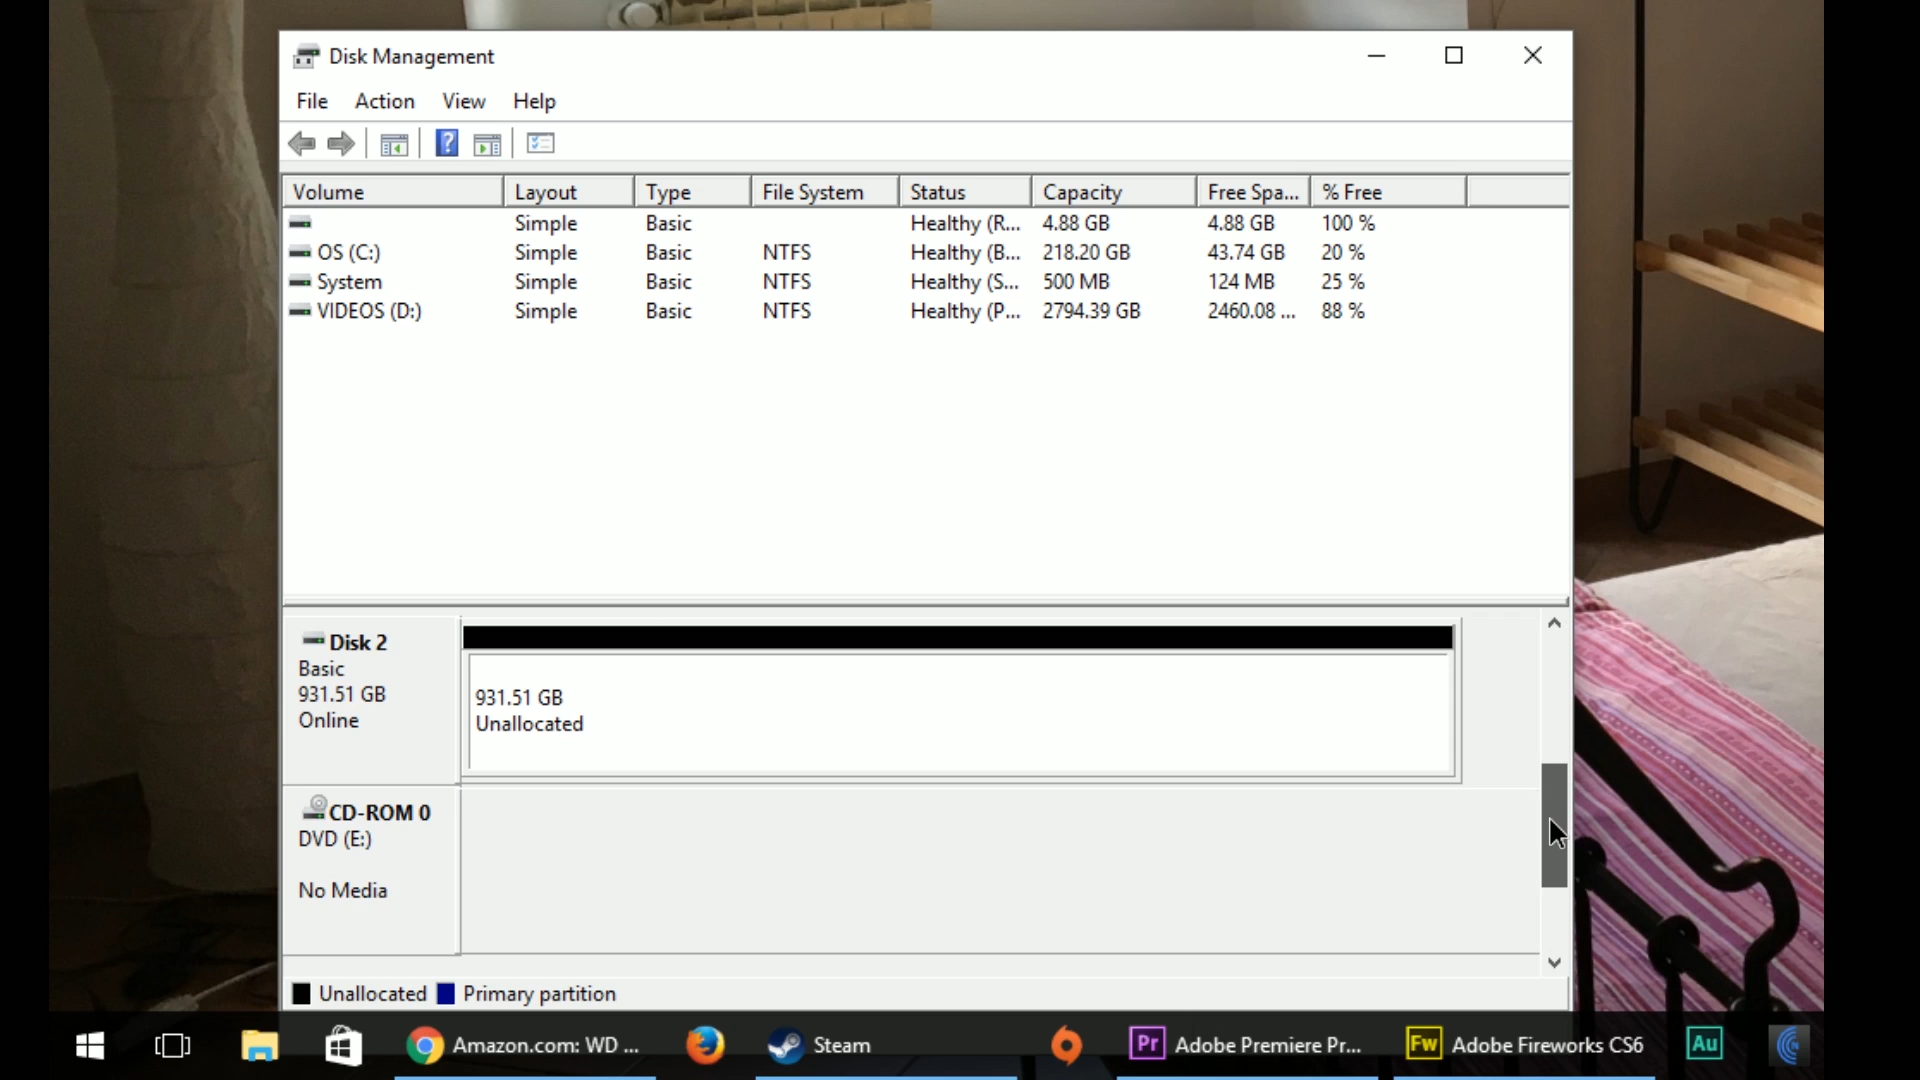 Disk Management
File Action View Help
Volume Layout Type File System Status Capacity Free Spa... % Free
Simple Basic Healthy (R... 4.88 GB 4.88 GB 100 %
OS (C:) Simple Basic NTFS Healthy (B... 218.20 GB 43.74 GB 20 %
System Simple Basic NTFS Healthy (S... 500 MB 124 MB 25 %
VIDEOS (D:) Simple Basic NTFS Healthy (P... 2794.39 GB 2460.08 ... 88 %
Disk 2
Basic
931.51 GB
Online
931.51 GB
Unallocated
CD-ROM 0
DVD (E:)
No Media
Unallocated Primary partition
Amazon.com: WD ... Steam Pr Adobe Premiere Pr... Fw Adobe Fireworks CS6 Au